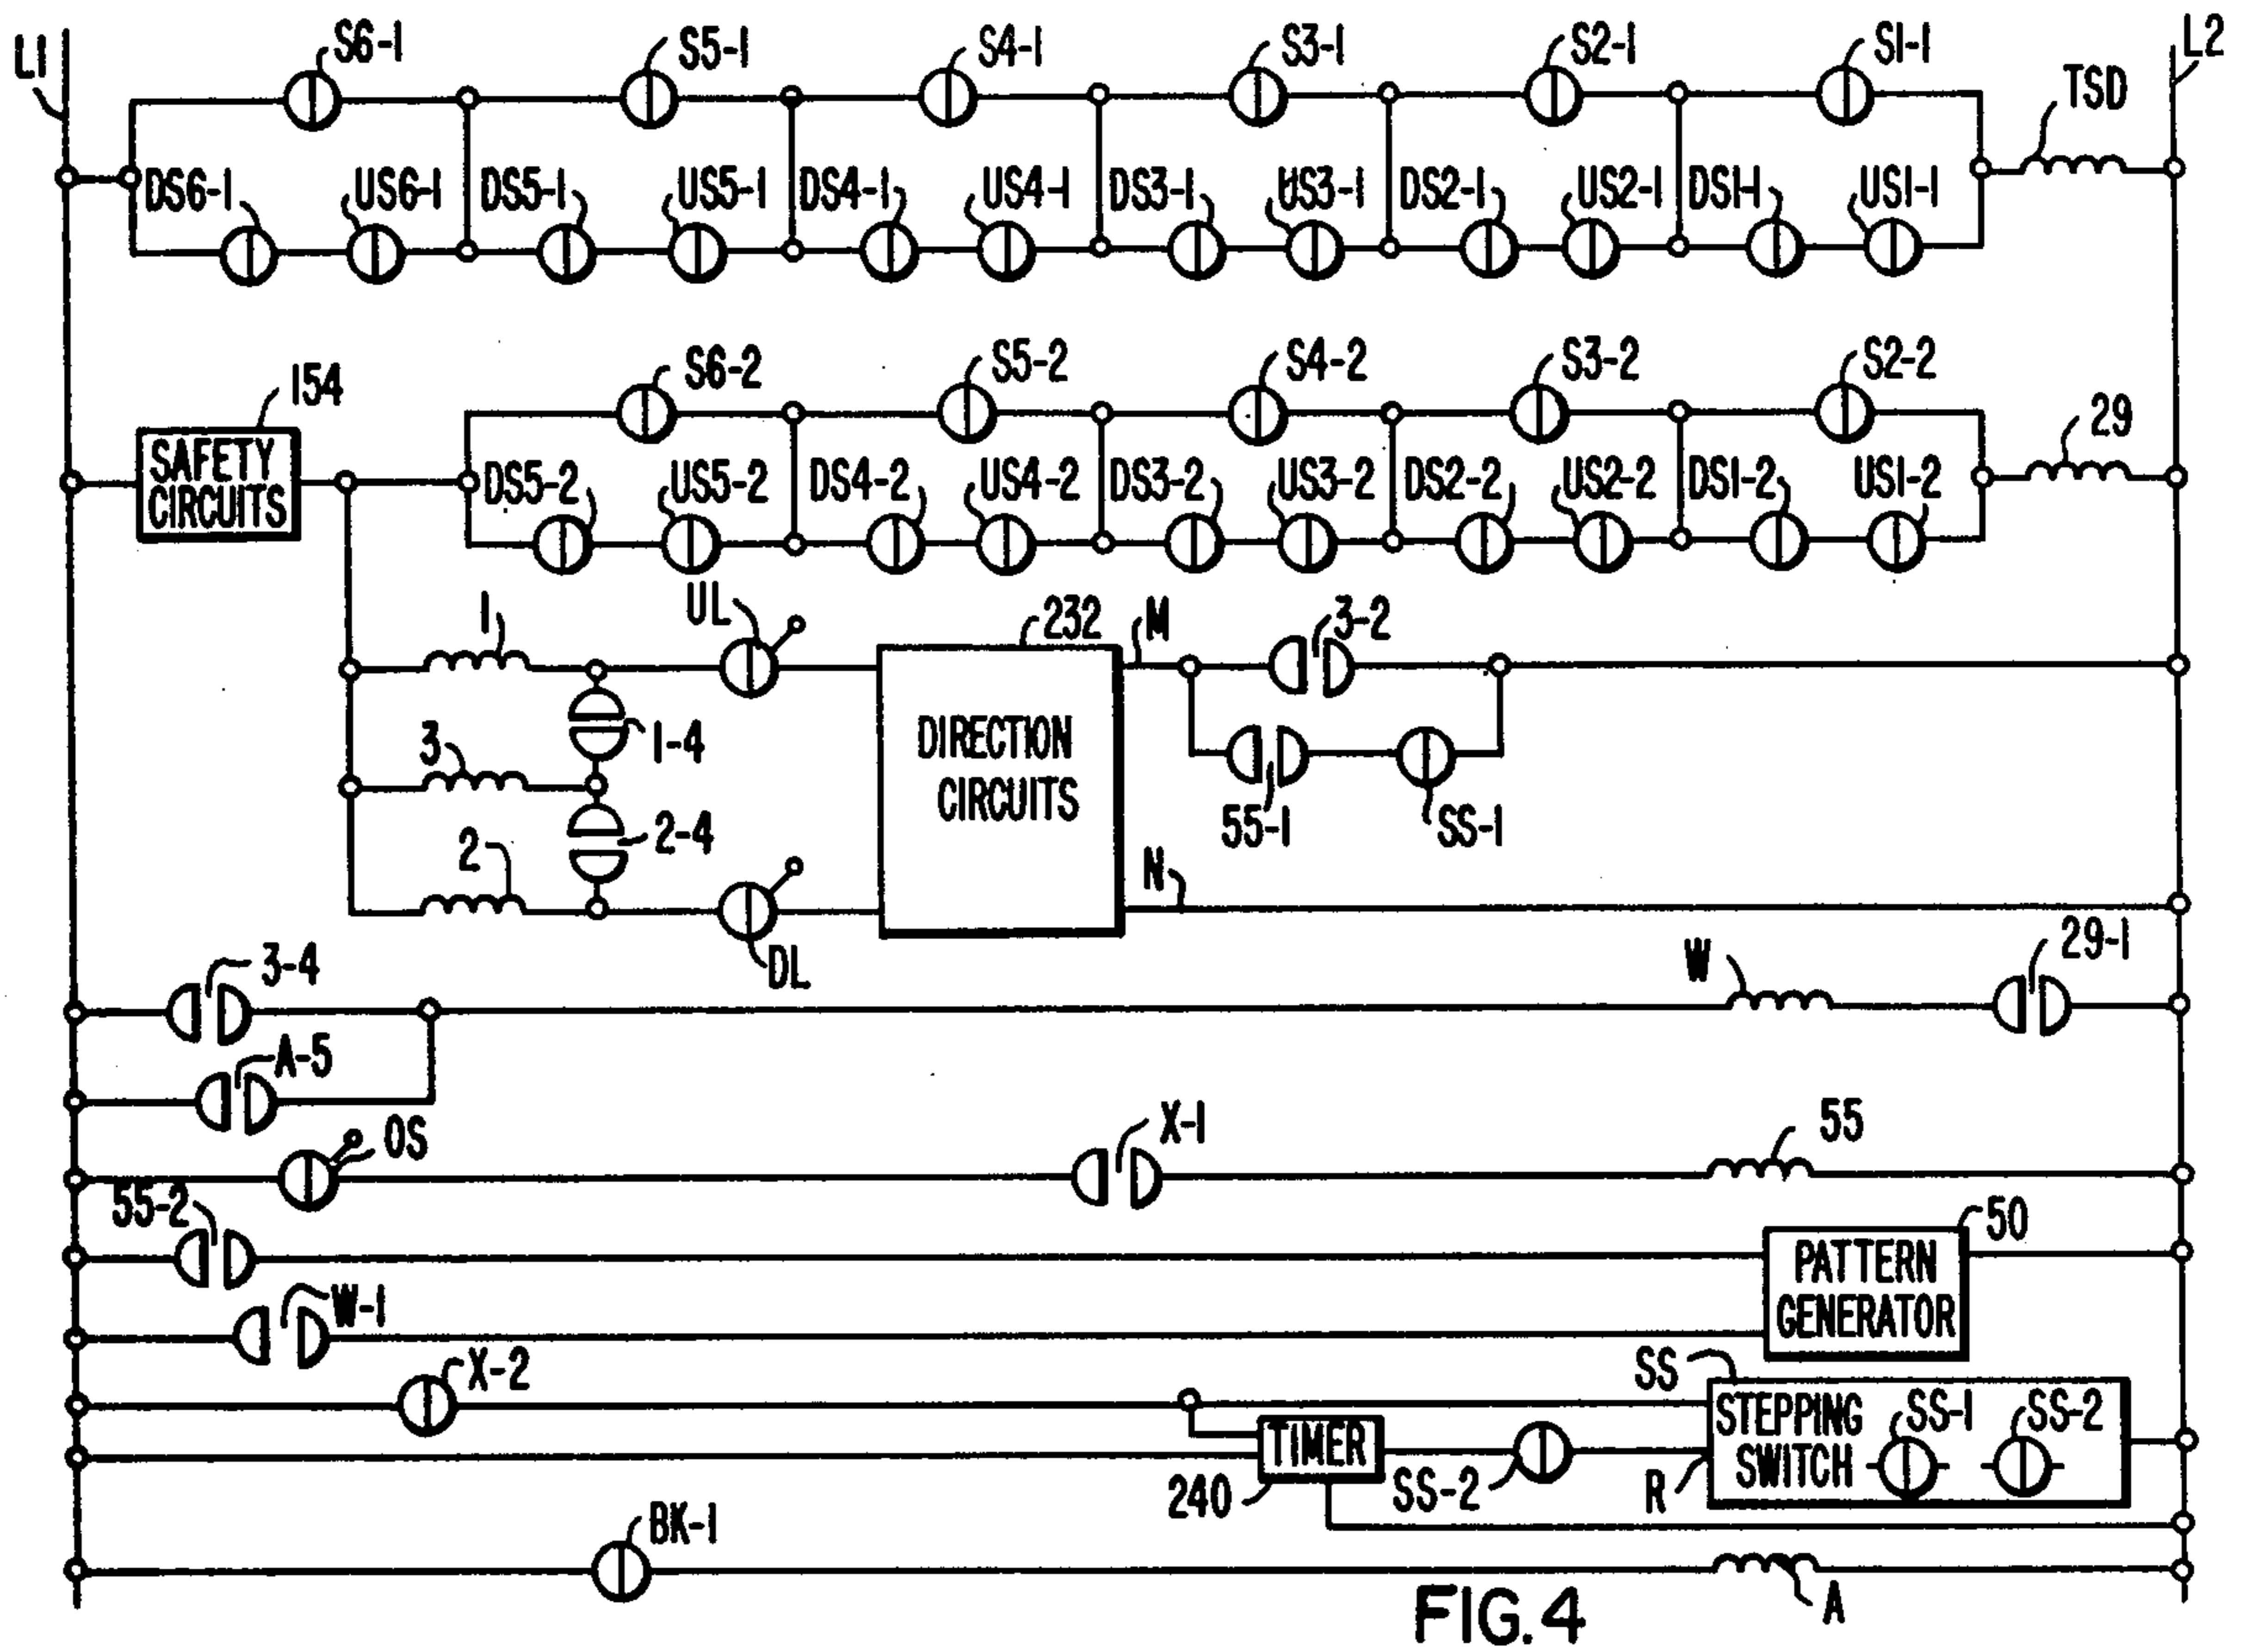 L1
S6-1
S5-1
S4-1
S3-1
S2-1
S1-1
L2
TSD
DS6-1
US6-1
DS5-1
US5-1
DS4-1
US4-1
DS3-1
US3-1
DS2-1
US2-1
DS1-1
US1-1
154
SAFETY
CIRCUITS
S6-2
S5-2
S4-2
S3-2
S2-2
29
DS5-2
US5-2
DS4-2
US4-2
DS3-2
US3-2
DS2-2
US2-2
DS1-2
US1-2
1
UL
232
M
3-2
1-4
3
DIRECTION
CIRCUITS
55-1
SS-1
2
2-4
N
DL
3-4
W
29-1
A-5
OS
X-1
55
55-2
50
PATTERN
GENERATOR
W-1
X-2
SS
STEPPING
SWITCH
SS-1
SS-2
TIMER
240
SS-2
R
BK-1
A
FIG.4